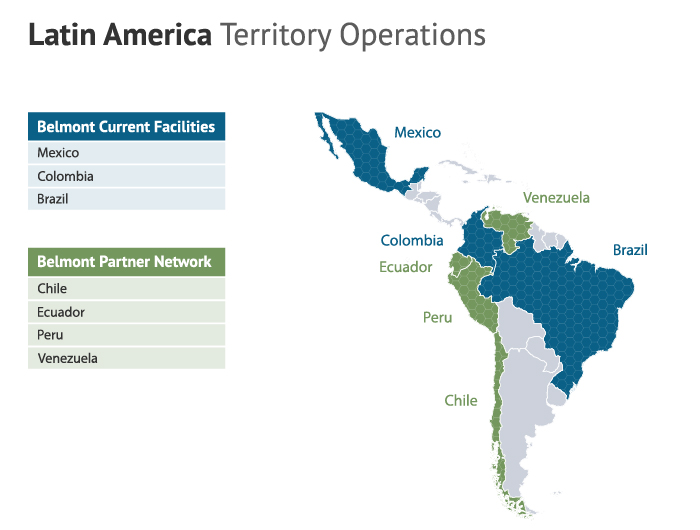 Latin America Territory Operations
Belmont Current Facilities
Mexico
Colombia
Brazil
Belmont Partner Network
Chile
Ecuador
Peru
Venezuela
Mexico
Venezuela
Colombia
Brazil
Ecuador
Peru
Chile